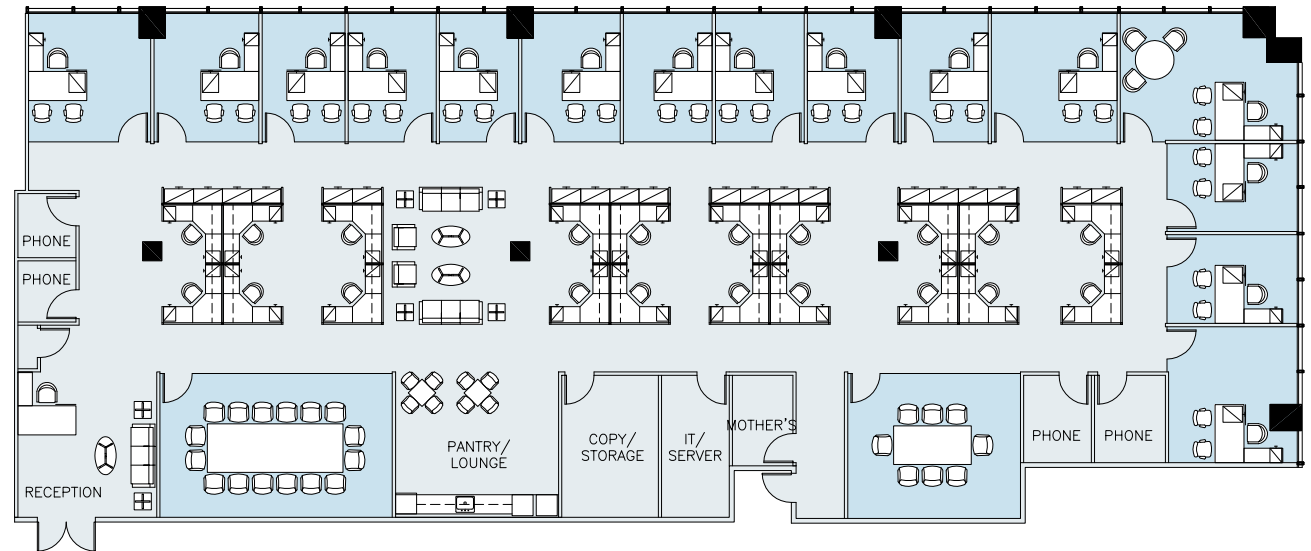 PHONE
PHONE
RECEPTION
PANTRY/
LOUNGE
COPY/
STORAGE
IT/
SERVER
MOTHER'S
PHONE
PHONE